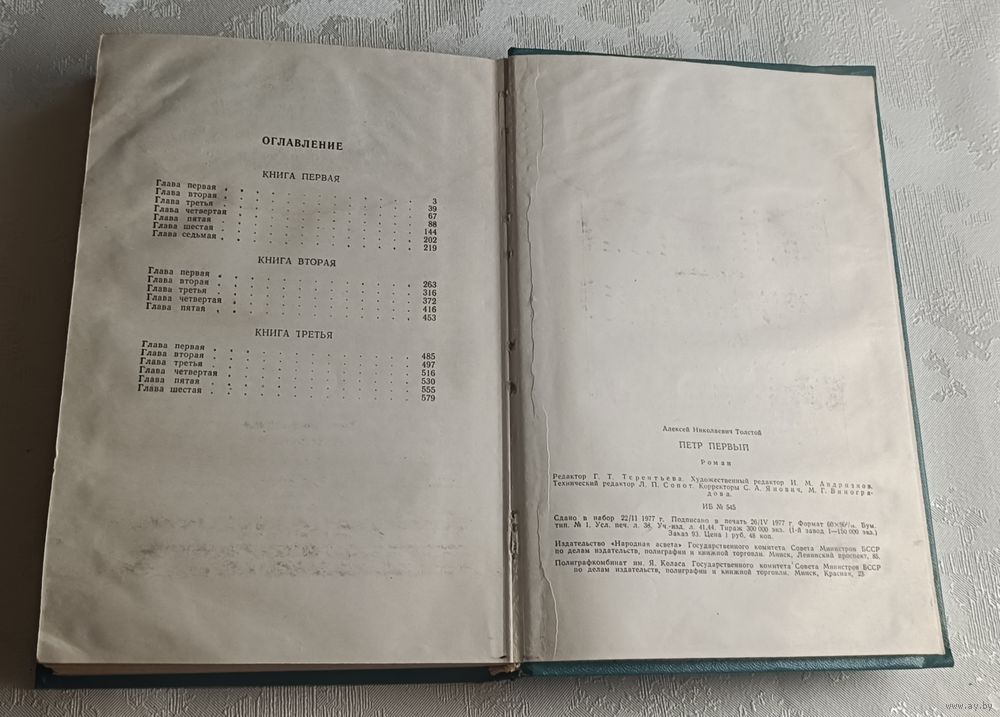 ОГЛАВЛЕНИЕ
КНИГА ПЕРВАЯ
Глава первая . . . . . . . . . . . 3
Глава вторая . . . . . . . . . . . 39
Глава третья . . . . . . . . . . . 67
Глава четвертая . . . . . . . . . . . 88
Глава пятая . . . . . . . . . . . 144
Глава шестая . . . . . . . . . . . 202
Глава седьмая . . . . . . . . . . . 219
КНИГА ВТОРАЯ
Глава первая . . . . . . . . . . . 263
Глава вторая . . . . . . . . . . . 316
Глава третья . . . . . . . . . . . 372
Глава четвертая . . . . . . . . . . . 416
Глава пятая . . . . . . . . . . . 453
КНИГА ТРЕТЬЯ
Глава первая . . . . . . . . . . . 485
Глава вторая . . . . . . . . . . . 497
Глава третья . . . . . . . . . . . 516
Глава четвертая . . . . . . . . . . . 530
Глава пятая . . . . . . . . . . . 555
Глава шестая . . . . . . . . . . . 579
Алексей Николаевич Толстой
ПЕТР ПЕРВЫЙ
Роман
Редактор Г. Т. Терентьева. Художественный редактор И. М. Андрианов.
Технический редактор Л. П. Сопот. Корректоры С. А. Янович, М. Г. Виногра-
дова.
ИБ № 545
Сдано в набор 22/II 1977 г. Подписано в печать 26/IV 1977 г. Формат 60×90¹/₁₆. Бум.
тип. № 1. Усл. печ. л. 38. Уч.-изд. л. 41,44. Тираж 300 000 экз. (1-й завод 1—150 000 экз.)
Заказ 93. Цена 1 руб. 48 коп.
Издательство «Народная асвета» Государственного комитета Совета Министров БССР
по делам издательств, полиграфии и книжной торговли. Минск, Ленинский проспект, 85.
Полиграфкомбинат им. Я. Коласа Государственного комитета Совета Министров БССР
по делам издательств, полиграфии и книжной торговли. Минск, Красная, 23.
www.ay.by